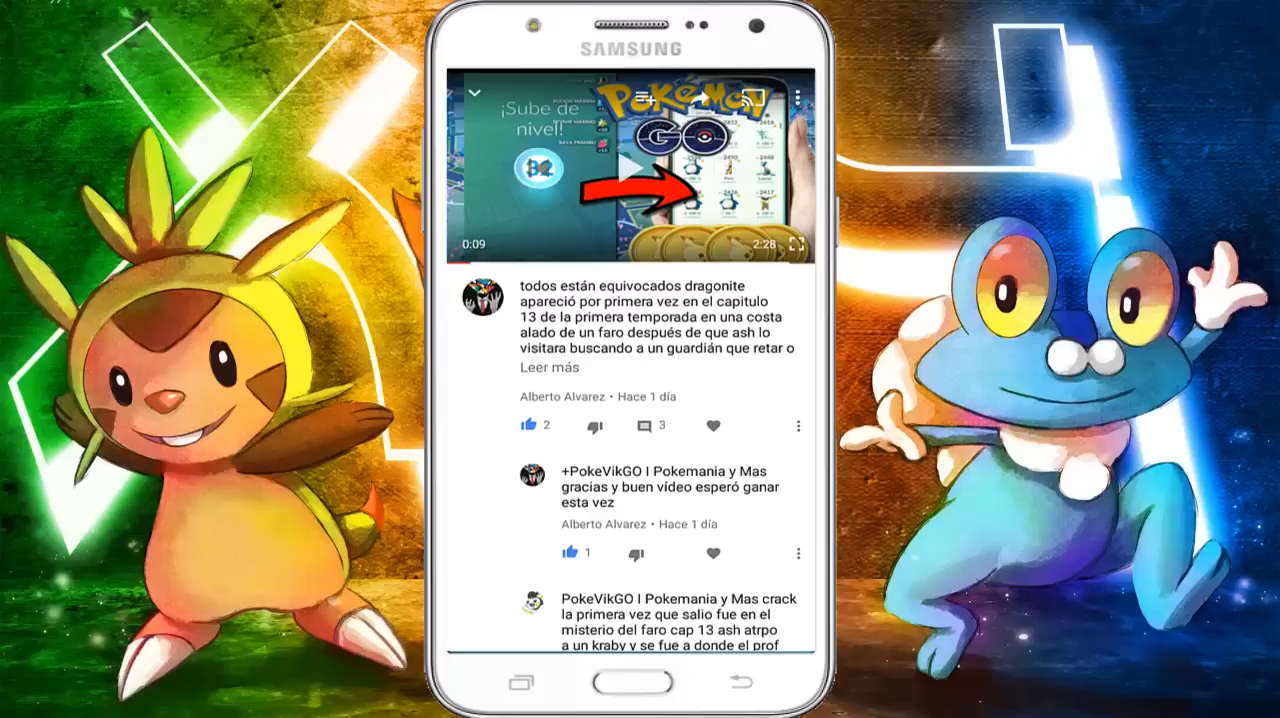 SAMSUNG
¡Sube de
nivel!
Pokémon
GO
0:09
2:28
todos están equivocados dragonite
apareció por primera vez en el capitulo
13 de la primera temporada en una costa
alado de un faro después de que ash lo
visitara buscando a un guardián que retar o
Leer más
Alberto Alvarez • Hace 1 día
2
3
+PokeVikGO I Pokemania y Mas
gracias y buen vídeo esperó ganar
esta vez
Alberto Alvarez • Hace 1 día
1
PokeVikGO I Pokemania y Mas crack
la primera vez que salio fue en el
misterio del faro cap 13 ash atrpo
a un kraby y se fue a donde el prof